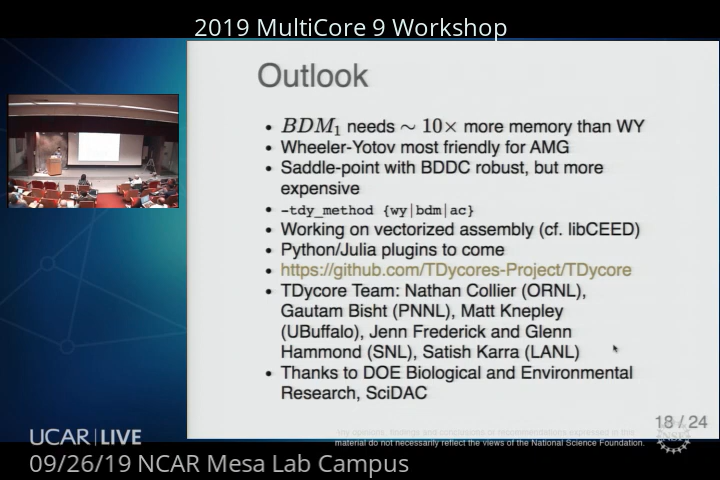 2019 MultiCore 9 Workshop
Outlook
• BDM₁ needs ∼ 10× more memory than WY
• Wheeler-Yotov most friendly for AMG
• Saddle-point with BDDC robust, but more
expensive
• -tdy_method {wy|bdm|ac}
• Working on vectorized assembly (cf. libCEED)
• Python/Julia plugins to come
• https://github.com/TDycores-Project/TDycore
• TDycore Team: Nathan Collier (ORNL),
Gautam Bisht (PNNL), Matt Knepley
(UBuffalo), Jenn Frederick and Glenn
Hammond (SNL), Satish Karra (LANL)
• Thanks to DOE Biological and Environmental
Research, SciDAC
18 / 24
UCAR|LIVE
material do not necessarily reflect the views of the National Science Foundation.
09/26/19 NCAR Mesa Lab Campus